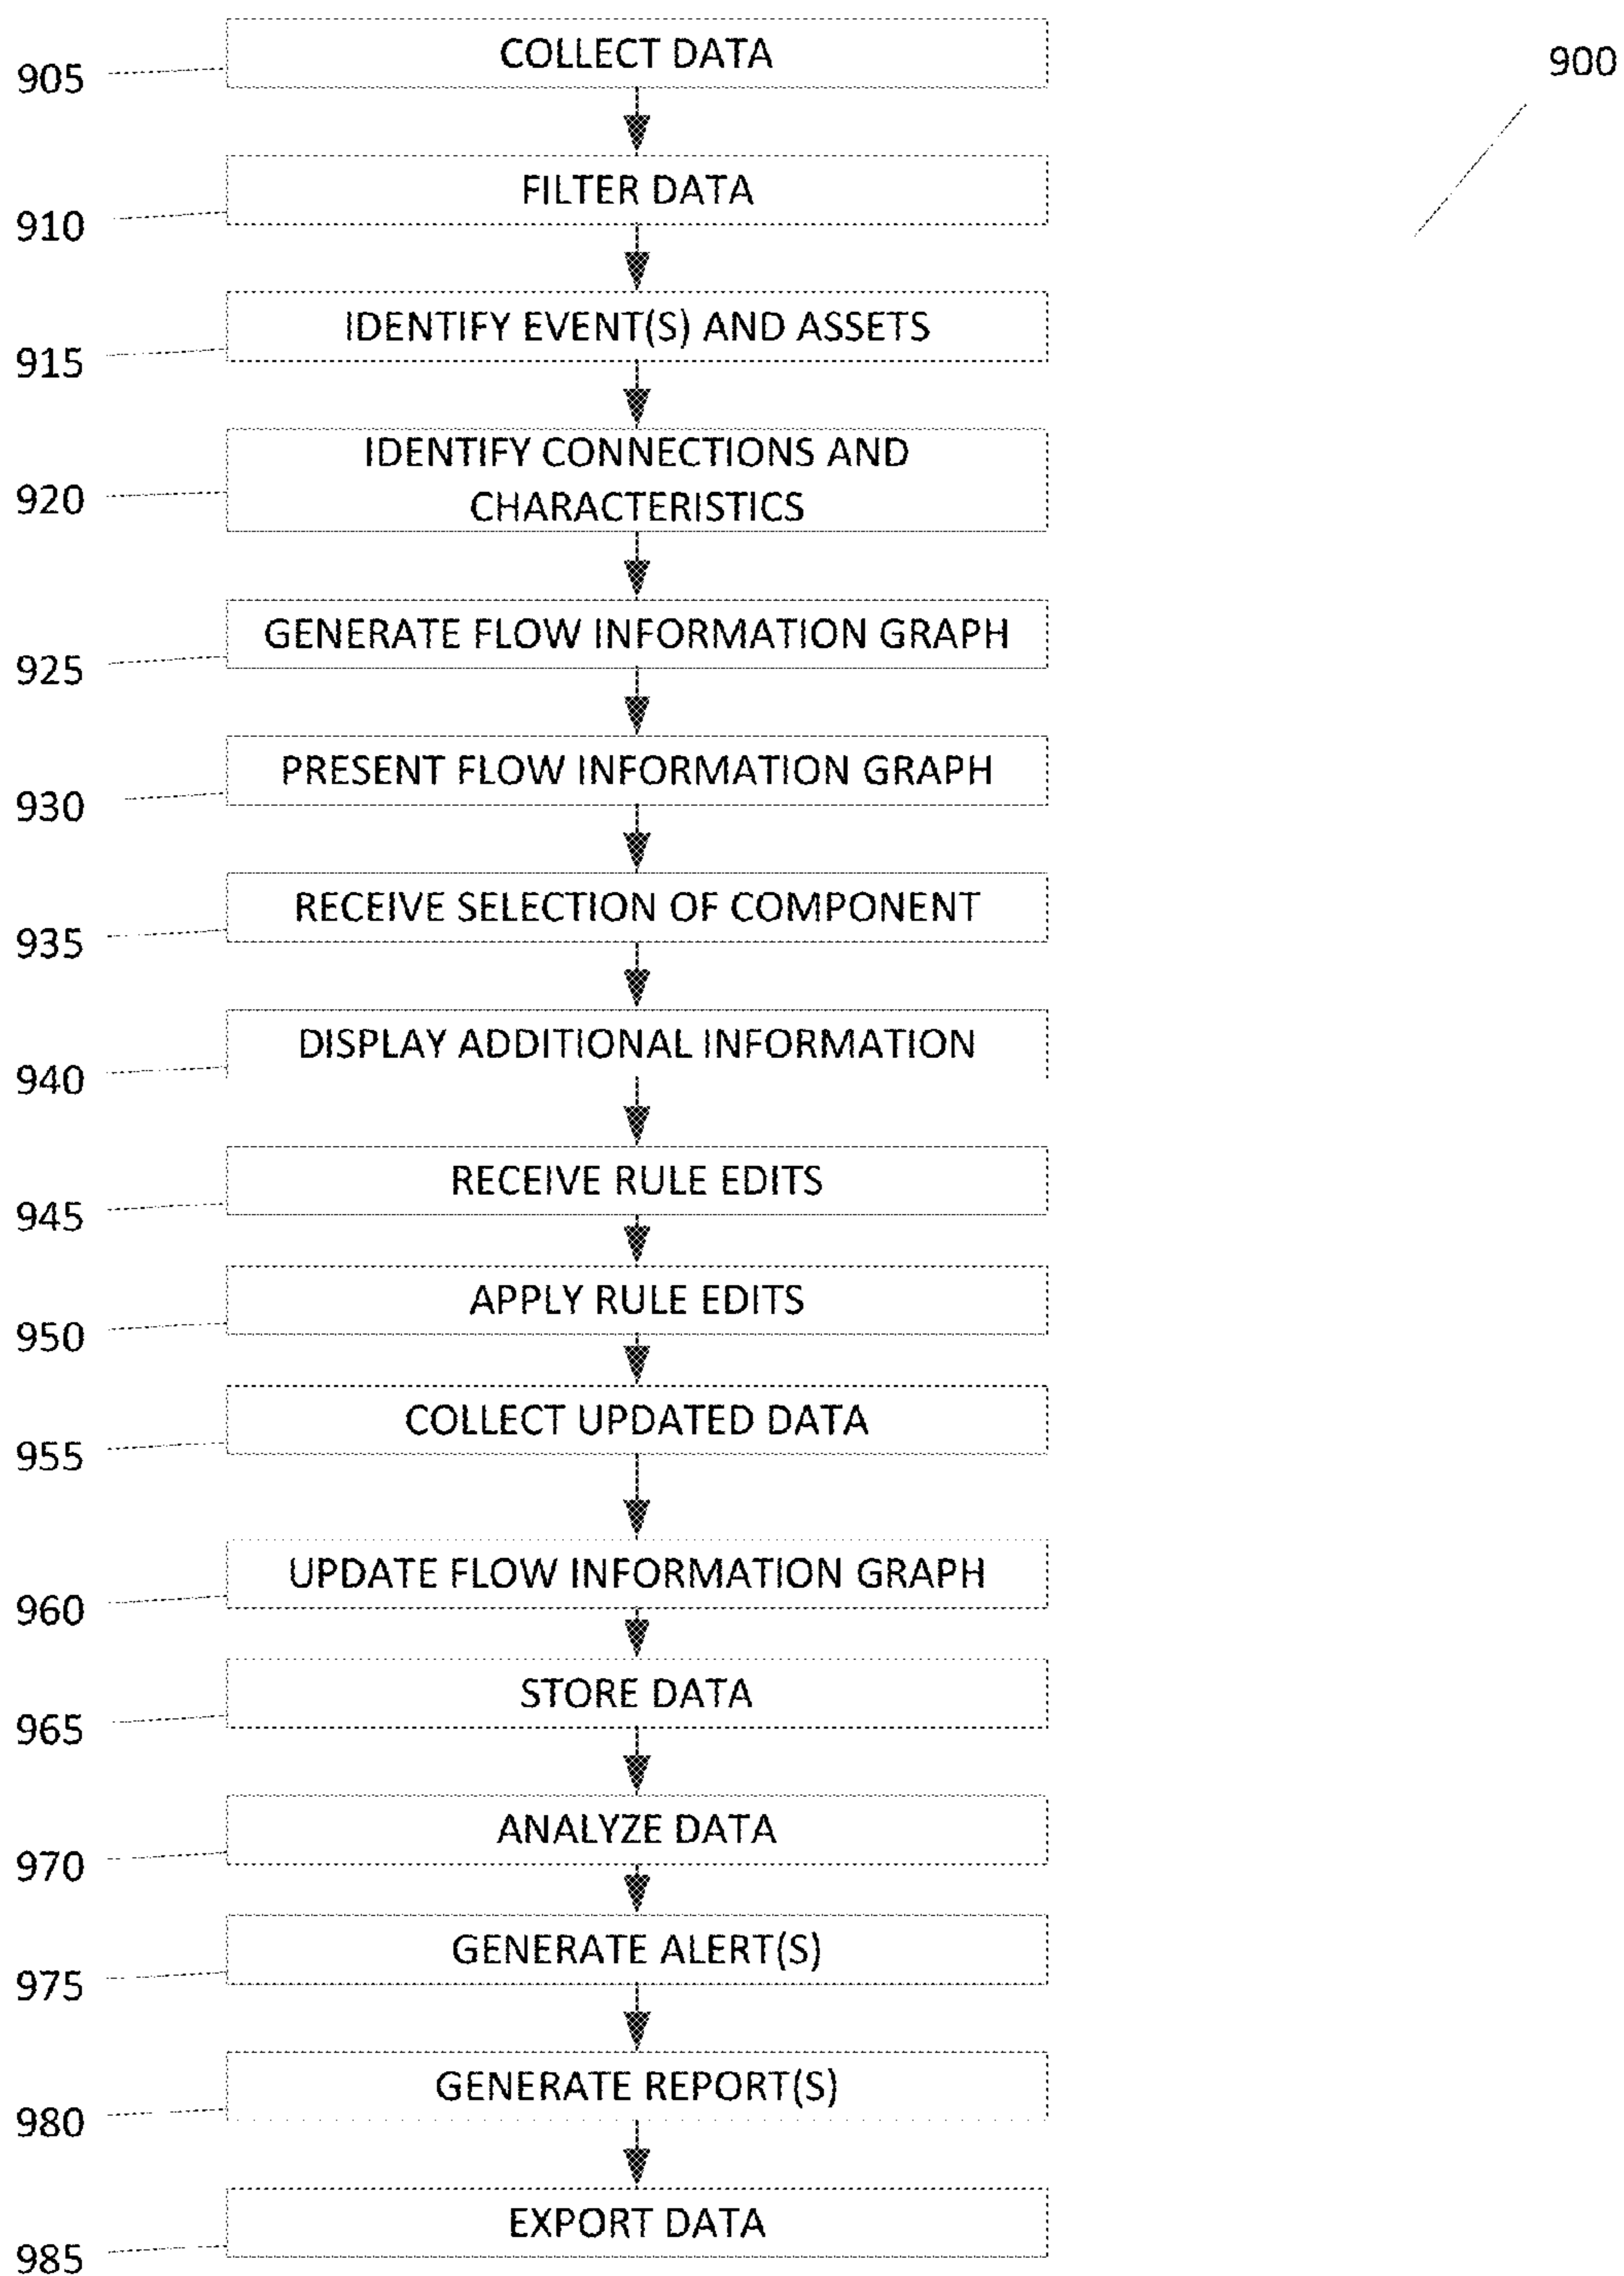 COLLECT DATA
905
900
FILTER DATA
910
IDENTIFY EVENT(S) AND ASSETS
915
IDENTIFY CONNECTIONS AND
CHARACTERISTICS
920
GENERATE FLOW INFORMATION GRAPH
925
PRESENT FLOW INFORMATION GRAPH
930
RECEIVE SELECTION OF COMPONENT
935
DISPLAY ADDITIONAL INFORMATION
940
RECEIVE RULE EDITS
945
APPLY RULE EDITS
950
COLLECT UPDATED DATA
955
UPDATE FLOW INFORMATION GRAPH
960
STORE DATA
965
ANALYZE DATA
970
GENERATE ALERT(S)
975
GENERATE REPORT(S)
980
EXPORT DATA
985